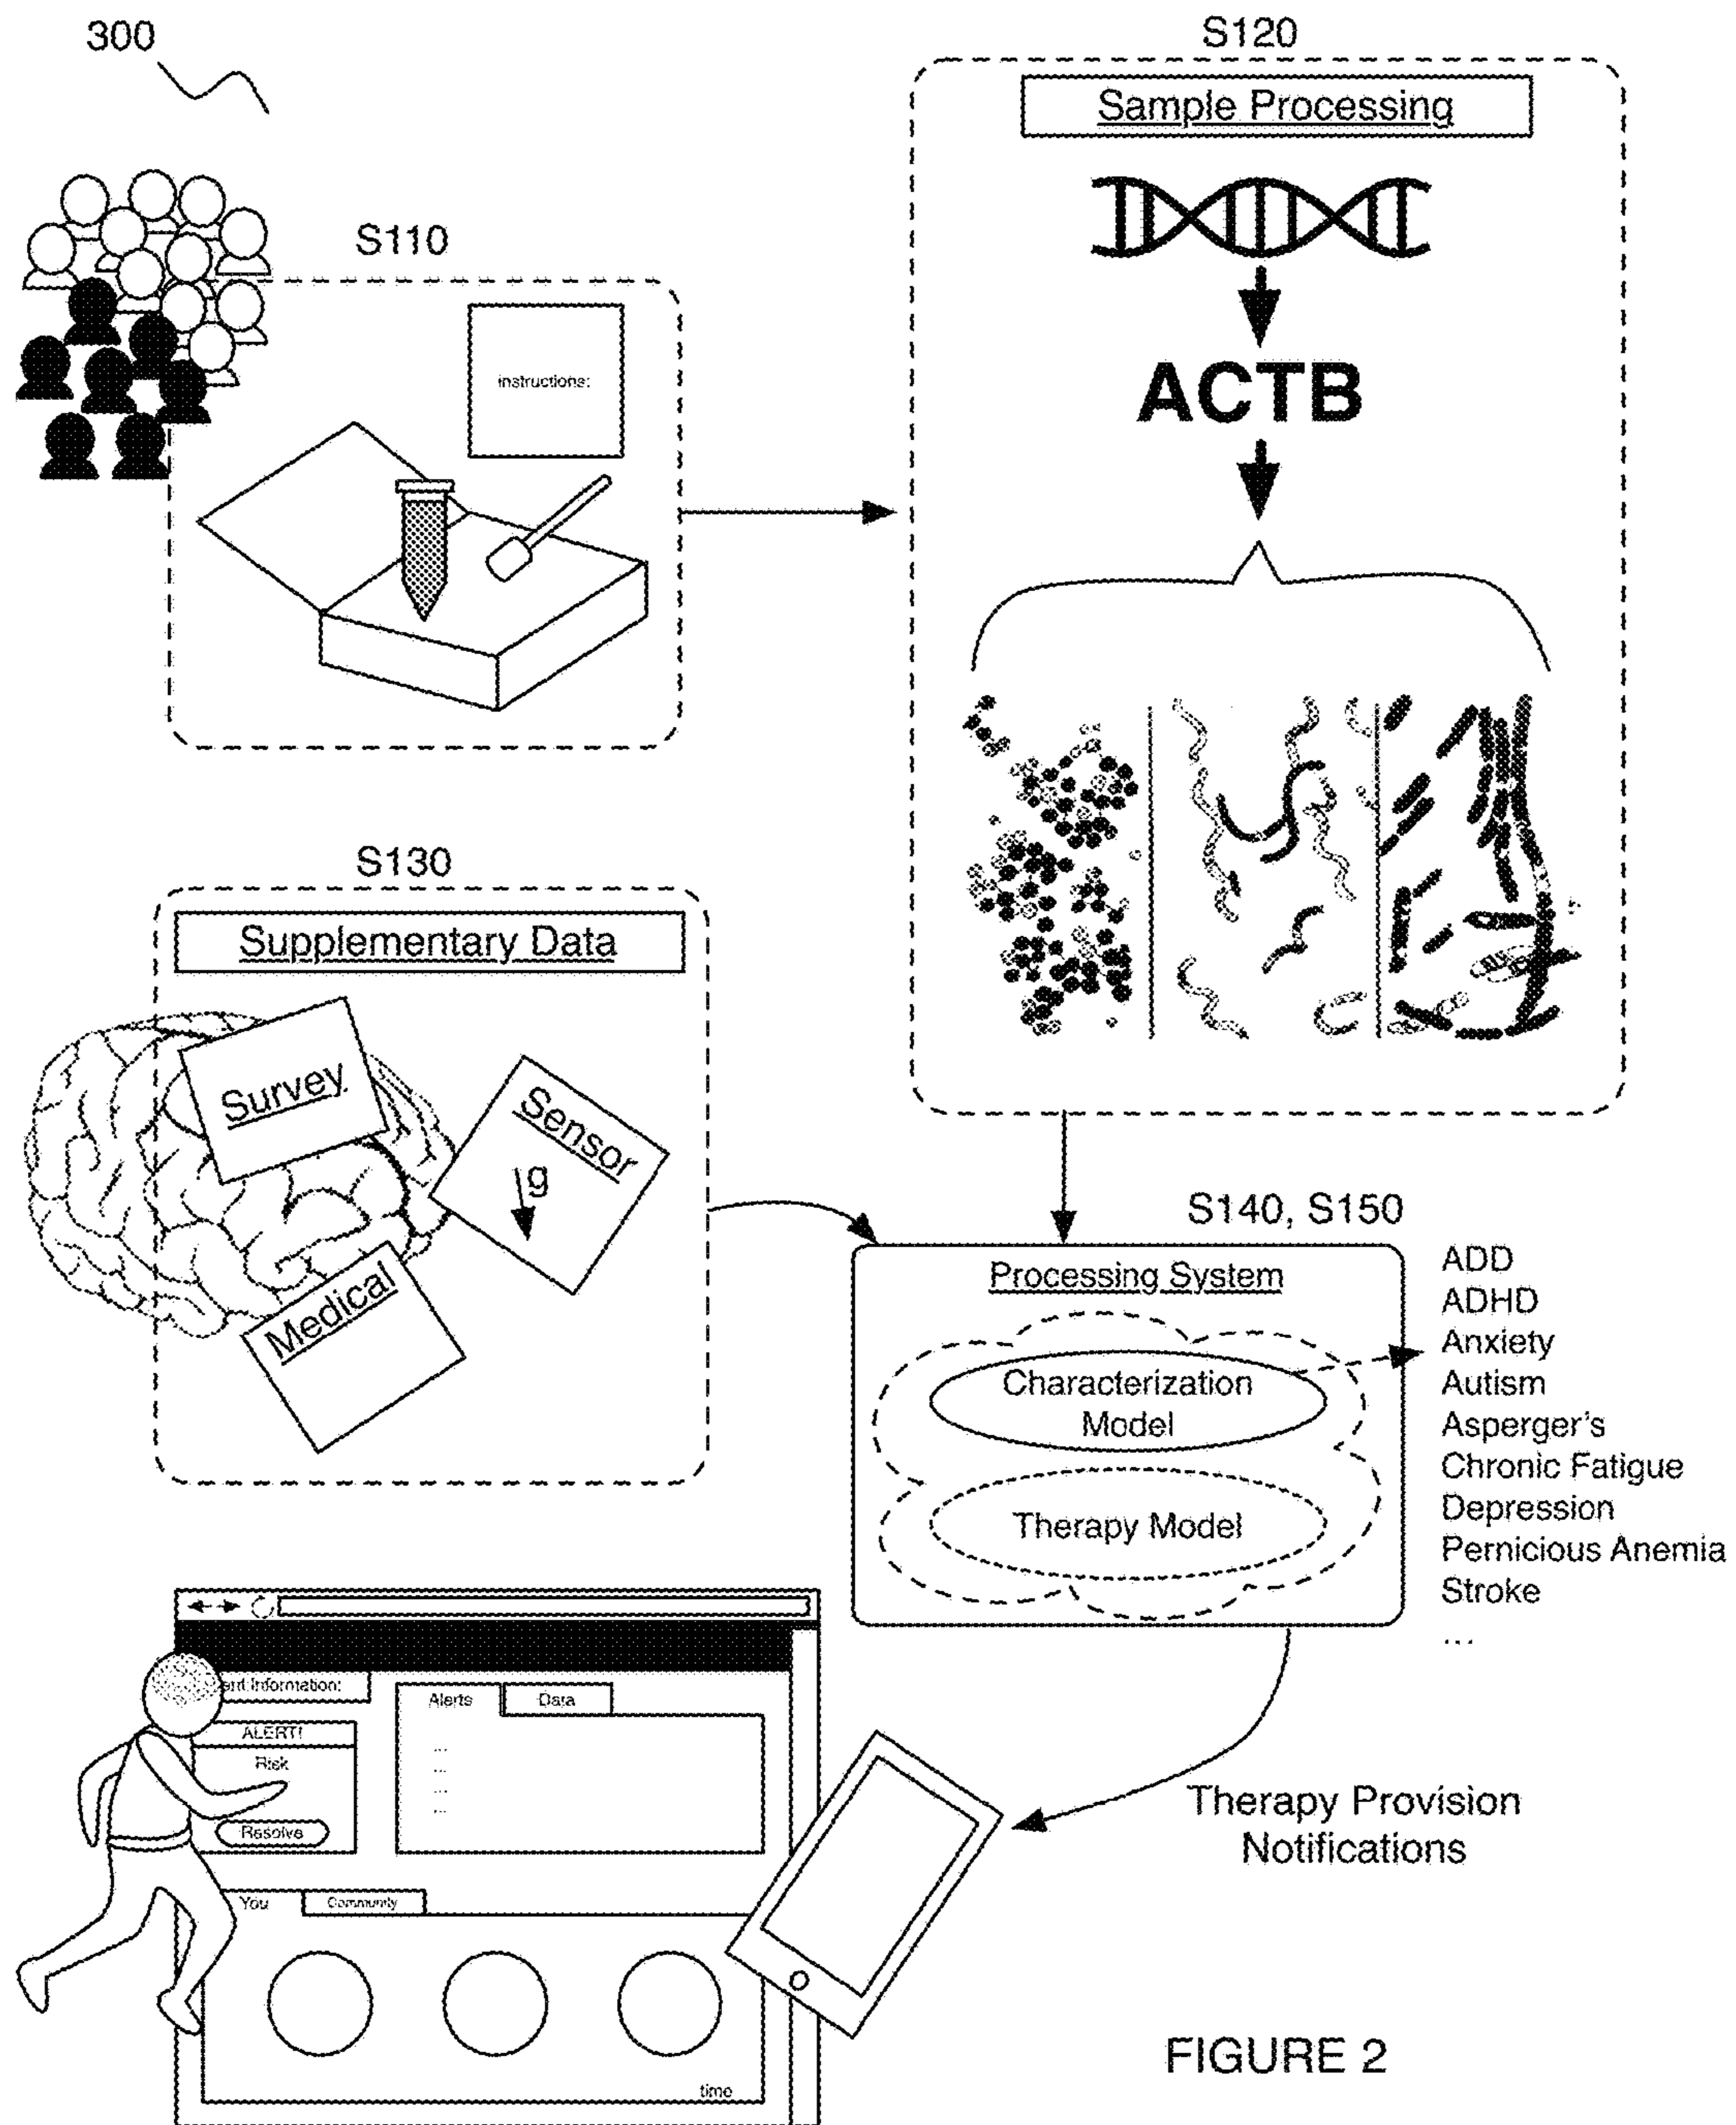 300
S120
Sample Processing
S110
instructions:
ACTB
S130
Supplementary Data
Survey
Sensor
g
Medical
S140, S150
Processing System
Characterization
Model
Therapy Model
ADD
ADHD
Anxiety
Autism
Asperger's
Chronic Fatigue
Depression
Pernicious Anemia
Stroke
...
Information:
Alerts
Data
ALERT!
Risk
...
...
...
...
Resolve
You
Community
time
Therapy Provision
Notifications
FIGURE 2